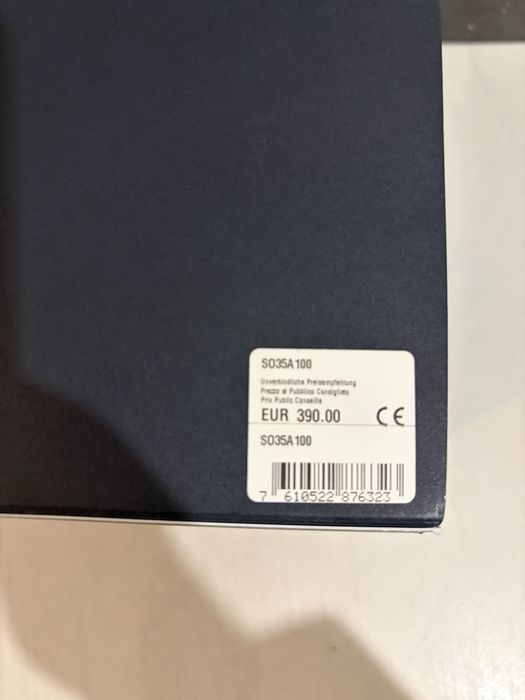 SO35A100
Unverbindliche Preisempfehlung
Prezzo al Pubblico Consigliato
Prix Public Conseille
EUR 390.00 CE
SO35A100
7 610522 876323